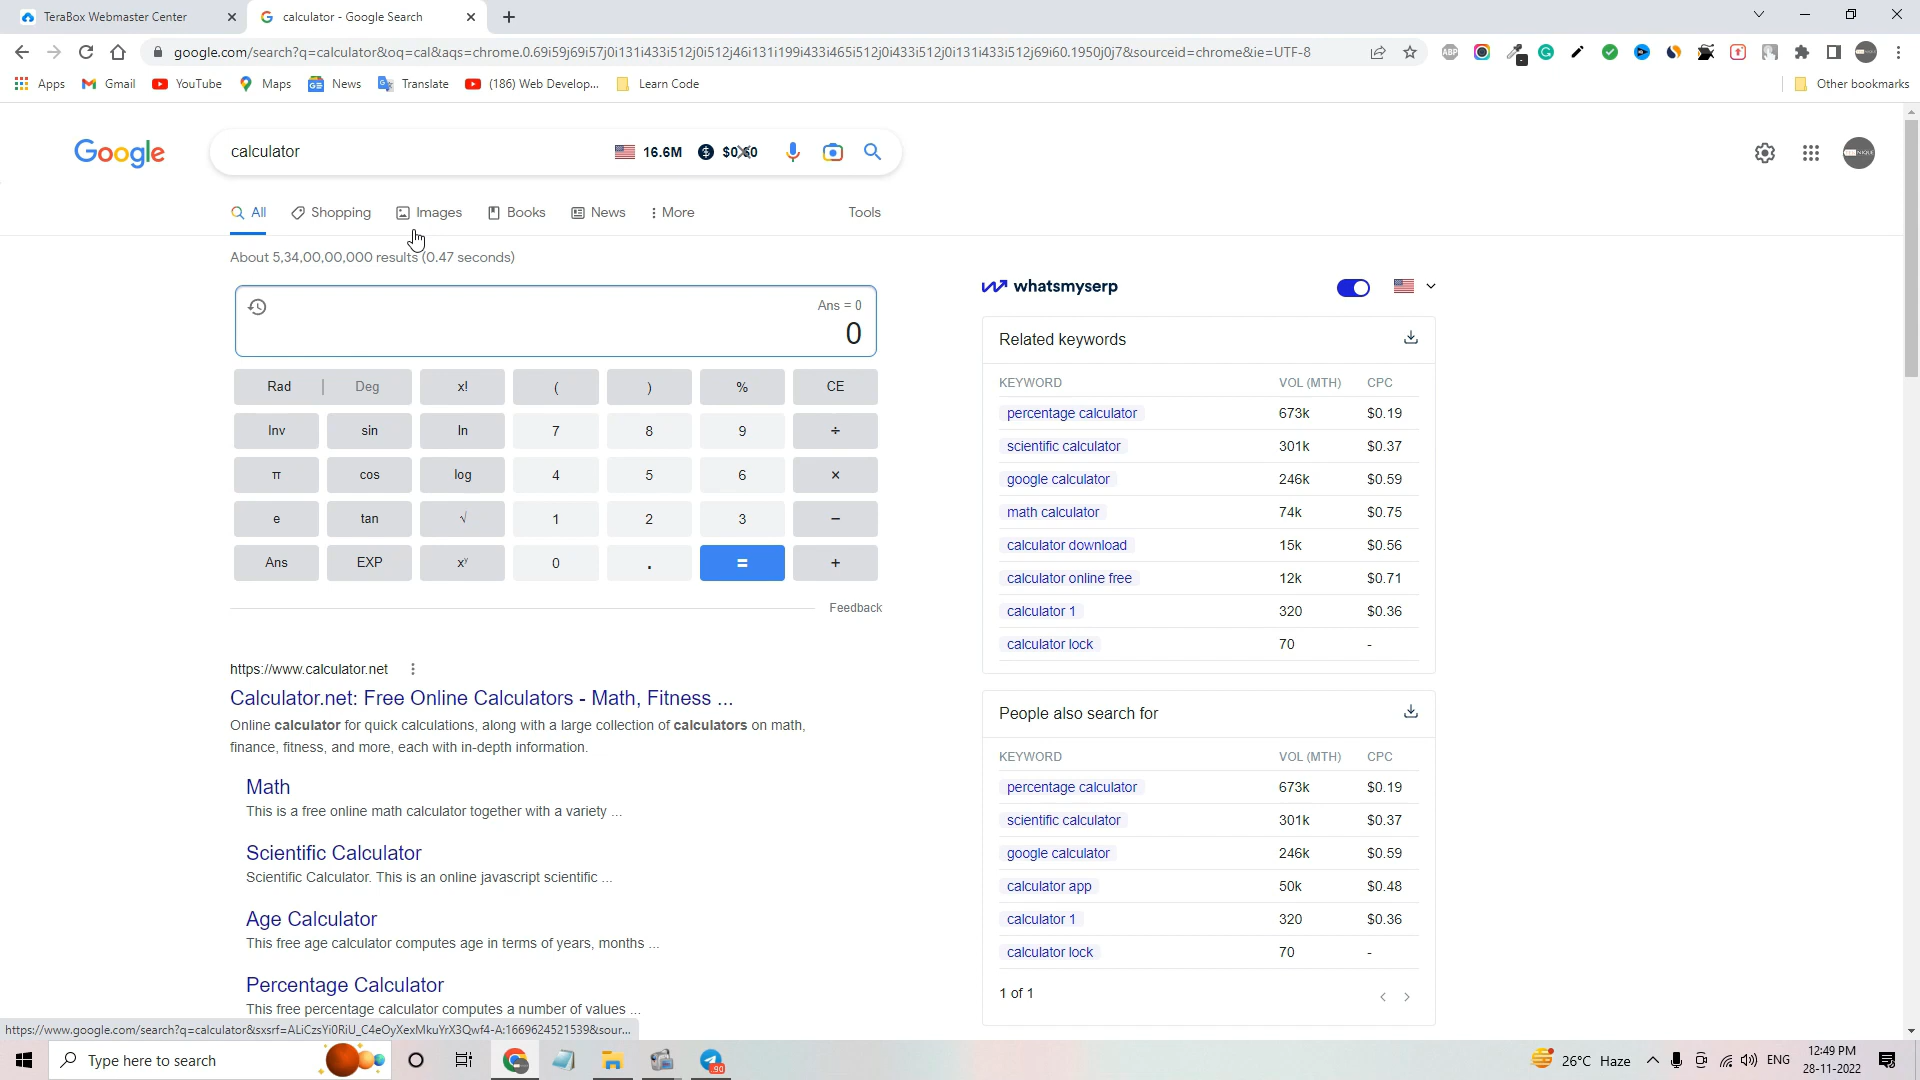 TeraBox Webmaster Center
calculator - Google Search
google.com/search?q=calculator&oq=cal&aqs=chrome.0.69i59j69i57j0i131i433i512j0i512j46i131i199i433i465i512j0i433i512j0i131i433i512j69i60.1950j0j7&sourceid=chrome&ie=UTF-8
Apps
Gmail
YouTube
Maps
News
Translate
(186) Web Develop...
Learn Code
Other bookmarks
Google
calculator
16.6M
All
Shopping
Images
Books
News
More
Tools
About 5,34,00,00,000 results (0.47 seconds)
Ans = 0
0
Rad | Deg x! ( ) % CE
Inv sin ln 7 8 9 ÷
π cos log 4 5 6 ×
e tan √ 1 2 3 −
Ans EXP xʸ 0 . = +
Feedback
https://www.calculator.net
Calculator.net: Free Online Calculators - Math, Fitness ...
Online calculator for quick calculations, along with a large collection of calculators on math,
finance, fitness, and more, each with in-depth information.
Math
This is a free online math calculator together with a variety ...
Scientific Calculator
Scientific Calculator. This is an online javascript scientific ...
Age Calculator
This free age calculator computes age in terms of years, months ...
Percentage Calculator
This free percentage calculator computes a number of values ...
https://www.google.com/search?q=calculator&sxsrf=ALiCzsYi0RiU_C4eOyXexMkuYrX3Qwf4-A:1669624521539&sour...
whatsmyserp
Related keywords
KEYWORD VOL (MTH) CPC
percentage calculator 673k $0.19
scientific calculator 301k $0.37
google calculator 246k $0.59
math calculator 74k $0.75
calculator download 15k $0.56
calculator online free 12k $0.71
calculator 1 320 $0.36
calculator lock 70 -
People also search for
KEYWORD VOL (MTH) CPC
percentage calculator 673k $0.19
scientific calculator 301k $0.37
google calculator 246k $0.59
calculator app 50k $0.48
calculator 1 320 $0.36
calculator lock 70 -
1 of 1
Type here to search
90
26°C Haze
ENG
12:49 PM
28-11-2022